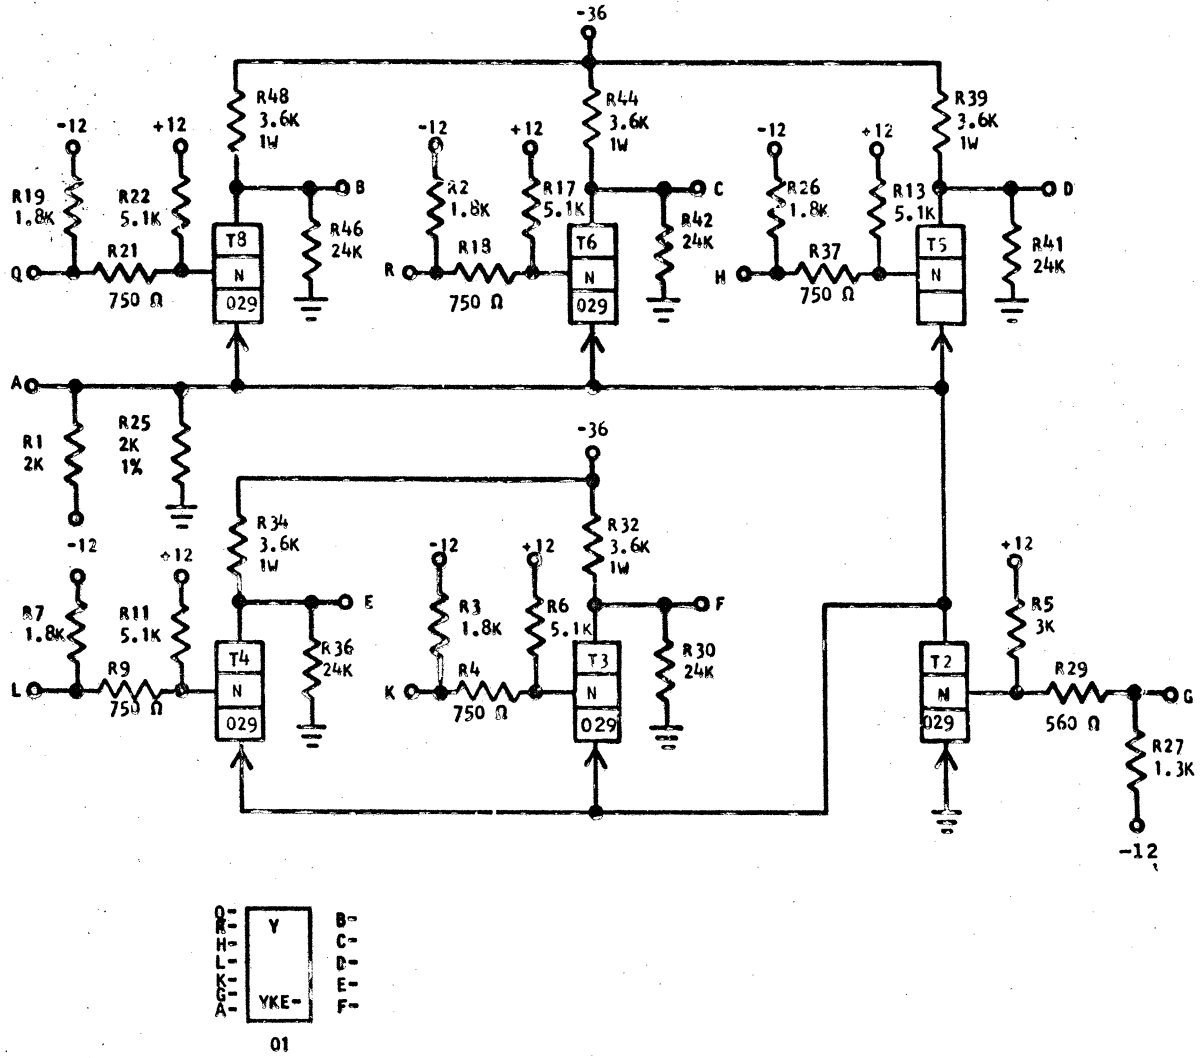 -36
R48
3.6K
1W
R44
3.6K
1W
R39
3.6K
1W
-12
+12
-12
+12
-12
+12
R19
1.8K
R22
5.1K
B
R2
1.8K
R17
5.1K
C
R26
1.8K
R13
5.1K
D
R46
24K
R42
24K
R41
24K
Q
R21
750 Ω
T8
N
029
R
R18
750 Ω
T6
N
029
H
R37
750 Ω
T5
N
A
R1
2K
-12
R25
2K
1%
-36
R34
3.6K
1W
R32
3.6K
1W
-12
+12
+12
+12
R7
1.8K
R11
5.1K
E
R3
1.8K
R6
5.1K
F
R5
3K
R36
24K
R30
24K
L
R9
750 Ω
T4
N
029
K
R4
750 Ω
T3
N
029
T2
N
029
R29
560 Ω
G
R27
1.3K
-12
Q-
R-
H-
L-
K-
G-
A-
Y
YKE-
B-
C-
D-
E-
F-
01